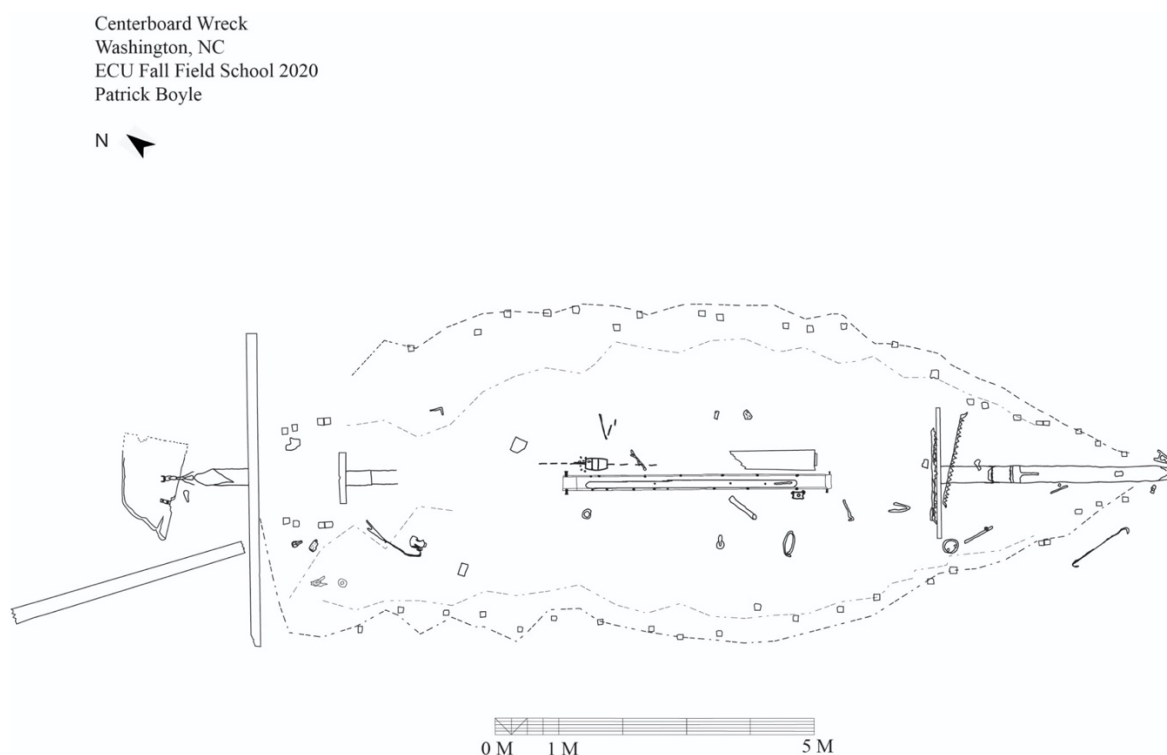 Centerboard Wreck
Washington, NC
ECU Fall Field School 2020
Patrick Boyle
N
0 M 1 M 5 M